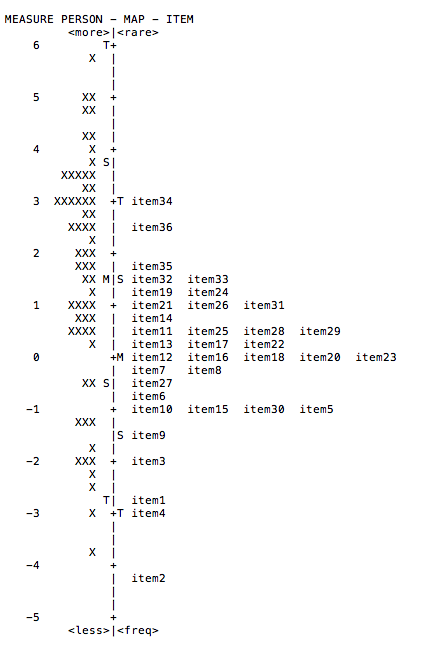 MEASURE PERSON - MAP - ITEM
         <more>|<rare>
    6         T+
            X  |
               |
               |
    5      XX  +
           XX  |
               |
           XX  |
    4       X  +
            X S|
        XXXXX  |
           XX  |
    3  XXXXXX  +T item34
           XX  |
         XXXX  |  item36
            X  |
    2     XXX  +
          XXX  |  item35
           XX M|S item32  item33
            X  |  item19  item24
    1    XXXX  +  item21  item26  item31
          XXX  |  item14
         XXXX  |  item11  item25  item28  item29
            X  |  item13  item17  item22
    0          +M item12  item16  item18  item20  item23
               |  item7   item8
           XX S|  item27
               |  item6
   -1          +  item10  item15  item30  item5
          XXX  |
               |S item9
            X  |
   -2     XXX  +  item3
            X  |
            X  |
              T|  item1
   -3       X  +T item4
               |
               |
            X  |
   -4          +
               |  item2
               |
               |
   -5          +
         <less>|<freq>